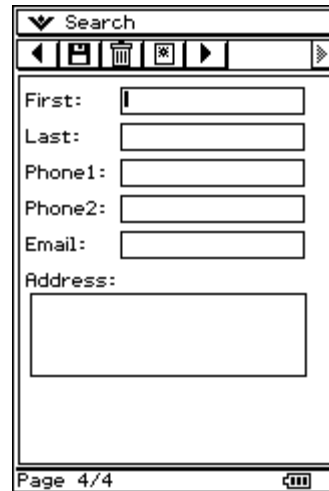 Search
First:
Last:
Phone1:
Phone2:
Email:
Address:
Page 4/4